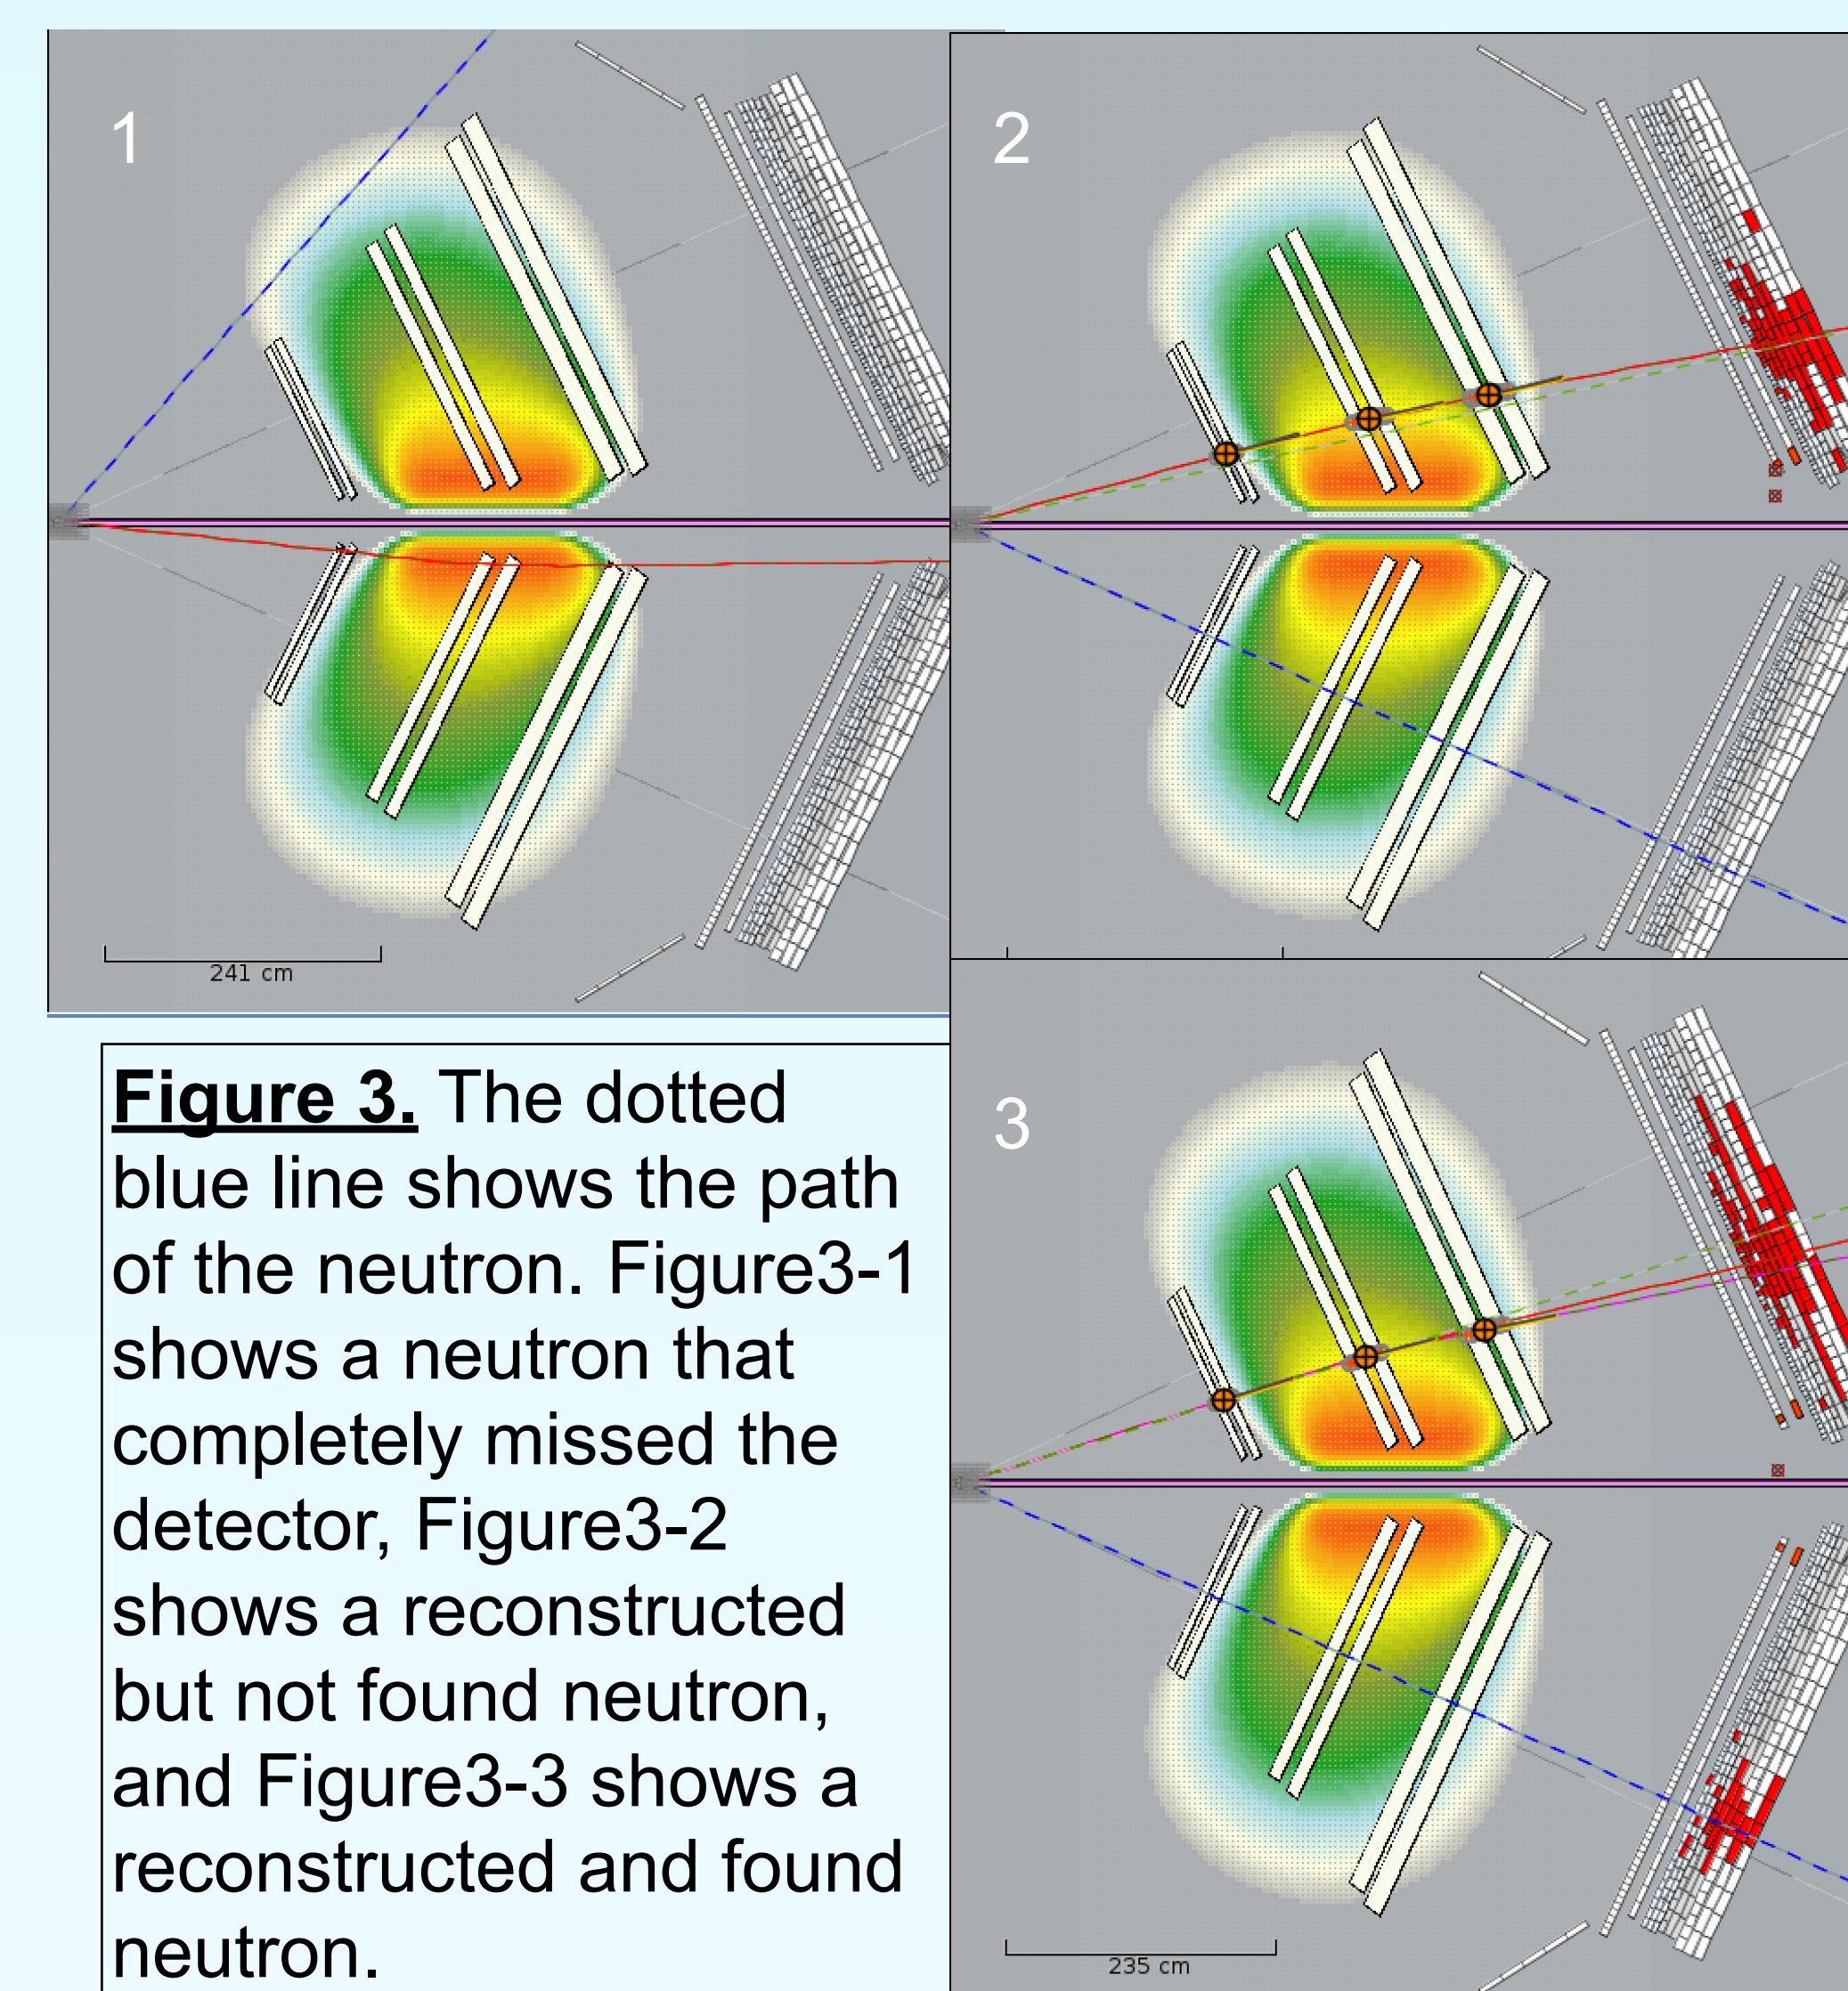 1
2
241 cm
3
Figure 3. The dotted
blue line shows the path
of the neutron. Figure3-1
shows a neutron that
completely missed the
detector, Figure3-2
shows a reconstructed
but not found neutron,
and Figure3-3 shows a
reconstructed and found
neutron.
235 cm